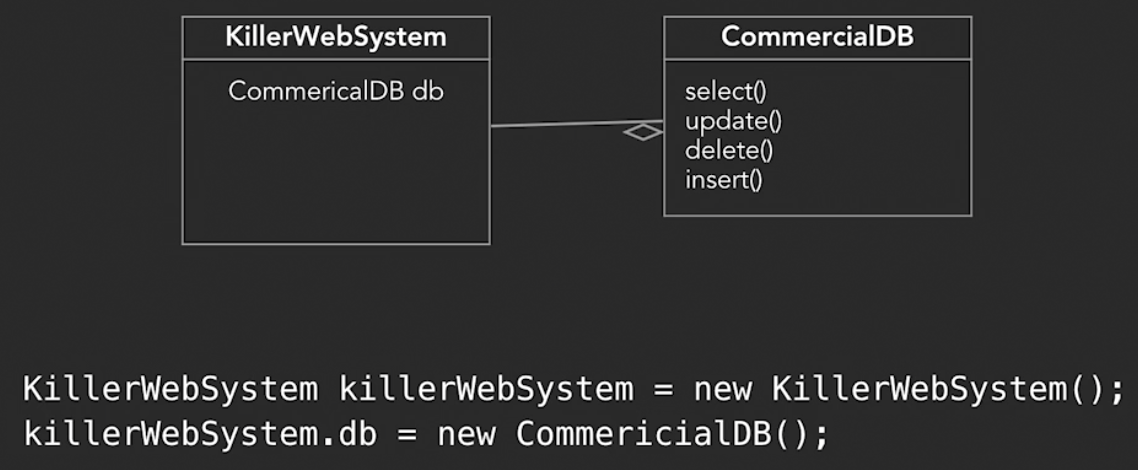 KillerWebSystem
CommericalDB db
CommercialDB
select()
update()
delete()
insert()
KillerWebSystem killerWebSystem = new KillerWebSystem();
killerWebSystem.db = new CommericialDB();